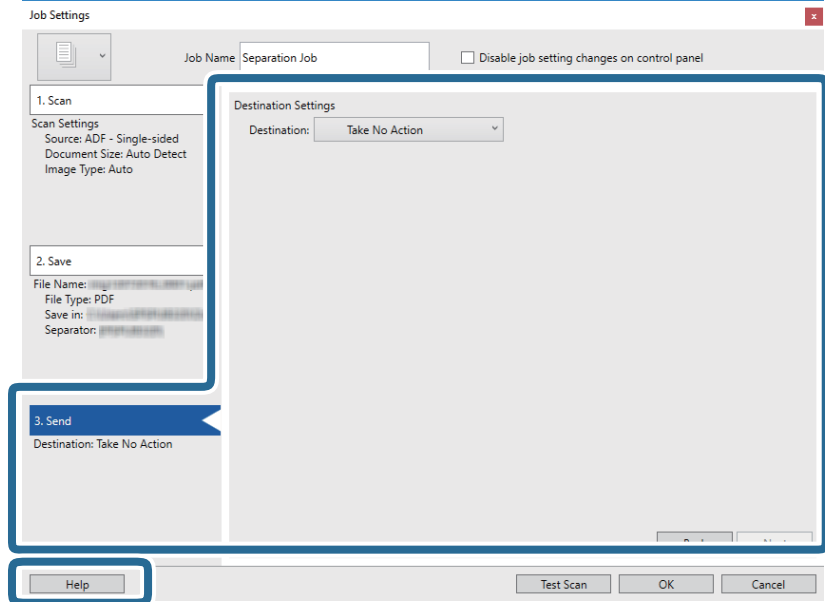 Job Settings
Job Name Separation Job
Disable job setting changes on control panel
1. Scan
Scan Settings
Source: ADF - Single-sided
Document Size: Auto Detect
Image Type: Auto
2. Save
File Name:
File Type: PDF
Save in:
Separator:
3. Send
Destination: Take No Action
Destination Settings
Destination: Take No Action
Help
Test Scan
OK
Cancel